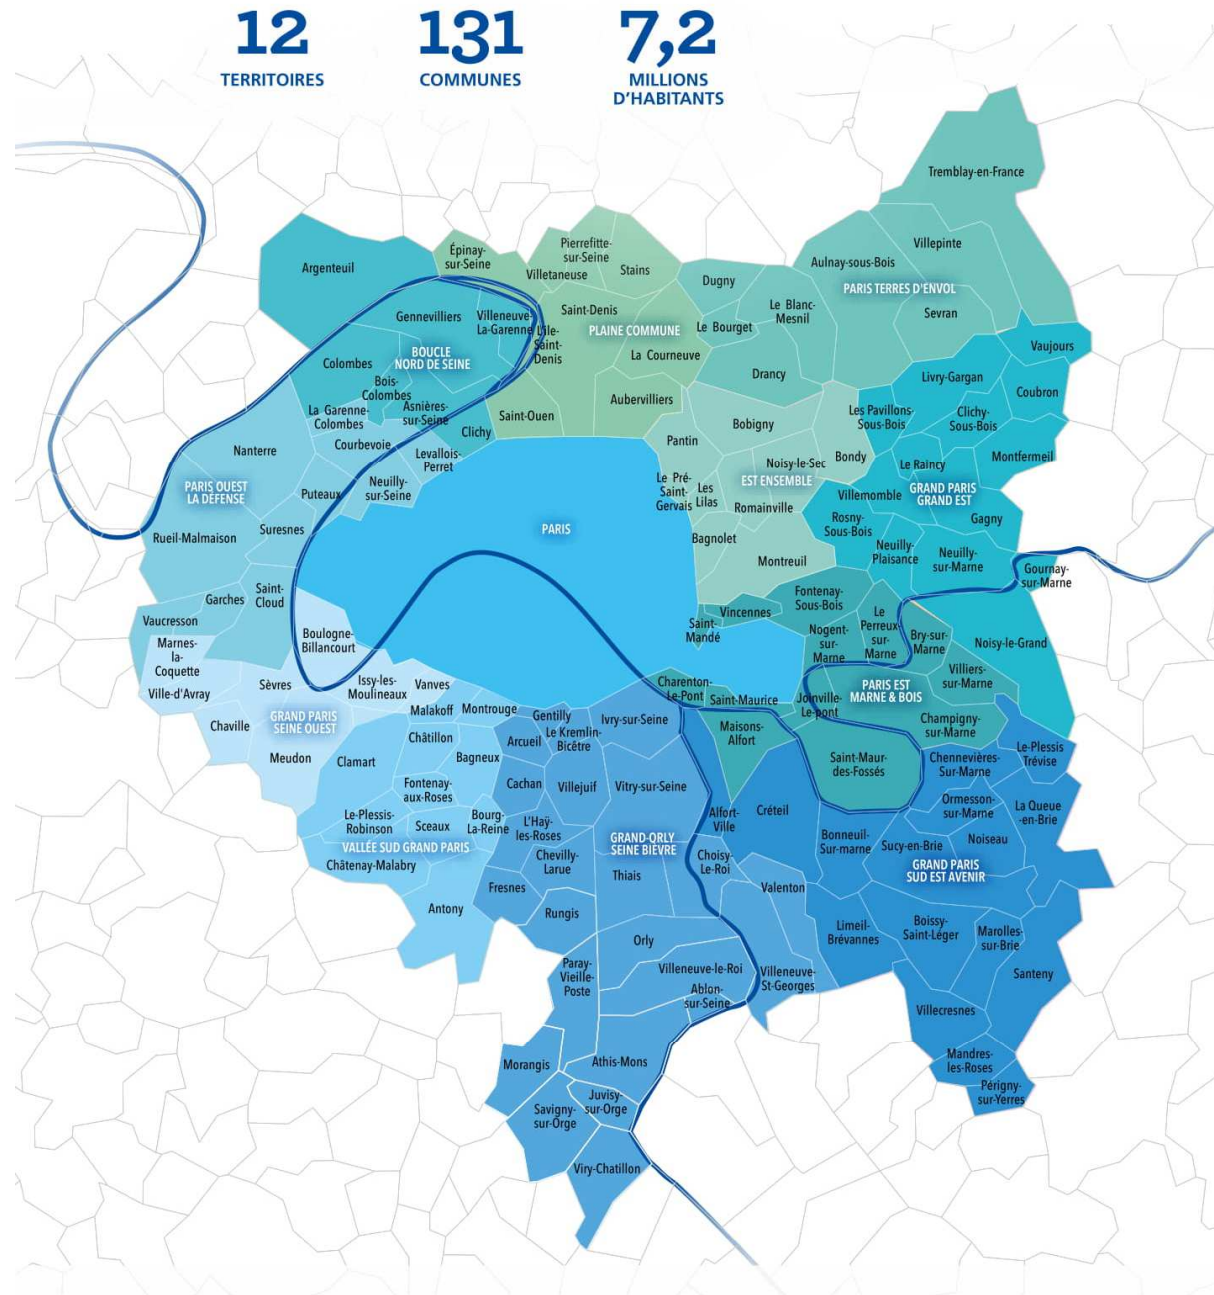 12
TERRITOIRES
131
COMMUNES
7,2
MILLIONS
D'HABITANTS
Tremblay-en-France
Villepinte
Aulnay-sous-Bois
PARIS TERRES D'ENVOL
Sevran
Dugny
Le Blanc-
Mesnil
Le Bourget
Drancy
Épinay-
sur-Seine
Pierrefitte-
sur-Seine
Villetaneuse
Stains
Saint-Denis
PLAINE COMMUNE
L'Ile-
Saint-
Denis
La Courneuve
Aubervilliers
Saint-Ouen
Argenteuil
Gennevilliers
Villeneuve-
La-Garenne
BOUCLE
NORD DE SEINE
Colombes
Bois-
Colombes
Asnières-
sur-Seine
Clichy
La Garenne-
Colombes
Courbevoie
Levallois-
Perret
Nanterre
PARIS OUEST
LA DÉFENSE
Puteaux
Neuilly-
sur-Seine
Suresnes
Rueil-Malmaison
Garches
Saint-
Cloud
Vaucresson
PARIS
Vaujours
Livry-Gargan
Coubron
Les Pavillons-
Sous-Bois
Clichy-
Sous-Bois
Montfermeil
Le Raincy
GRAND PARIS
GRAND EST
Villemomble
Gagny
Rosny-
Sous-Bois
Neuilly-
Plaisance
Neuilly-
sur-Marne
Gournay-
sur-Marne
Noisy-le-Grand
Bobigny
Pantin
Bondy
Noisy-le-Sec
EST ENSEMBLE
Le Pré-
Saint-
Gervais
Les
Lilas
Romainville
Bagnolet
Montreuil
Fontenay-
Sous-Bois
Vincennes
Saint-
Mandé
Nogent-
sur-
Marne
Le
Perreux-
sur-
Marne
Bry-sur-
Marne
Villiers-
sur-Marne
PARIS EST
MARNE & BOIS
Charenton-
Le-Pont
Saint-Maurice
Joinville-
Le-pont
Champigny-
sur-Marne
Maisons-
Alfort
Saint-Maur-
des-Fossés
Marnes-
la-
Coquette
Boulogne-
Billancourt
Ville-d'Avray
Sèvres
Issy-les-
Moulineaux
Vanves
Chaville
GRAND PARIS
SEINE OUEST
Meudon
Malakoff
Montrouge
Châtillon
Clamart
Bagneux
Fontenay-
aux-Roses
Le-Plessis-
Robinson
Sceaux
Bourg-
La-Reine
VALLÉE SUD GRAND PARIS
Châtenay-Malabry
Antony
Gentilly
Ivry-sur-Seine
Arcueil
Le Kremlin-
Bicêtre
Cachan
Villejuif
Vitry-sur-Seine
L'Haÿ-
les-Roses
GRAND-ORLY
SEINE BIÈVRE
Chevilly-
Larue
Thiais
Choisy-
Le-Roi
Fresnes
Rungis
Valenton
Orly
Paray-
Vieille-
Poste
Villeneuve-le-Roi
Villeneuve-
St-Georges
Ablon-
sur-Seine
Morangis
Athis-Mons
Savigny-
sur-Orge
Juvisy-
sur-Orge
Viry-Chatillon
Le-Plessis
Trévise
Chennevières-
Sur-Marne
Alfort-
Ville
Créteil
Ormesson-
sur-Marne
La Queue
-en-Brie
Bonneuil-
Sur-marne
Sucy-en-Brie
Noiseau
GRAND PARIS
SUD EST AVENIR
Limeil-
Brévannes
Boissy-
Saint-Léger
Marolles-
sur-Brie
Santeny
Villecresnes
Mandres-
les-Roses
Périgny-
sur-Yerres